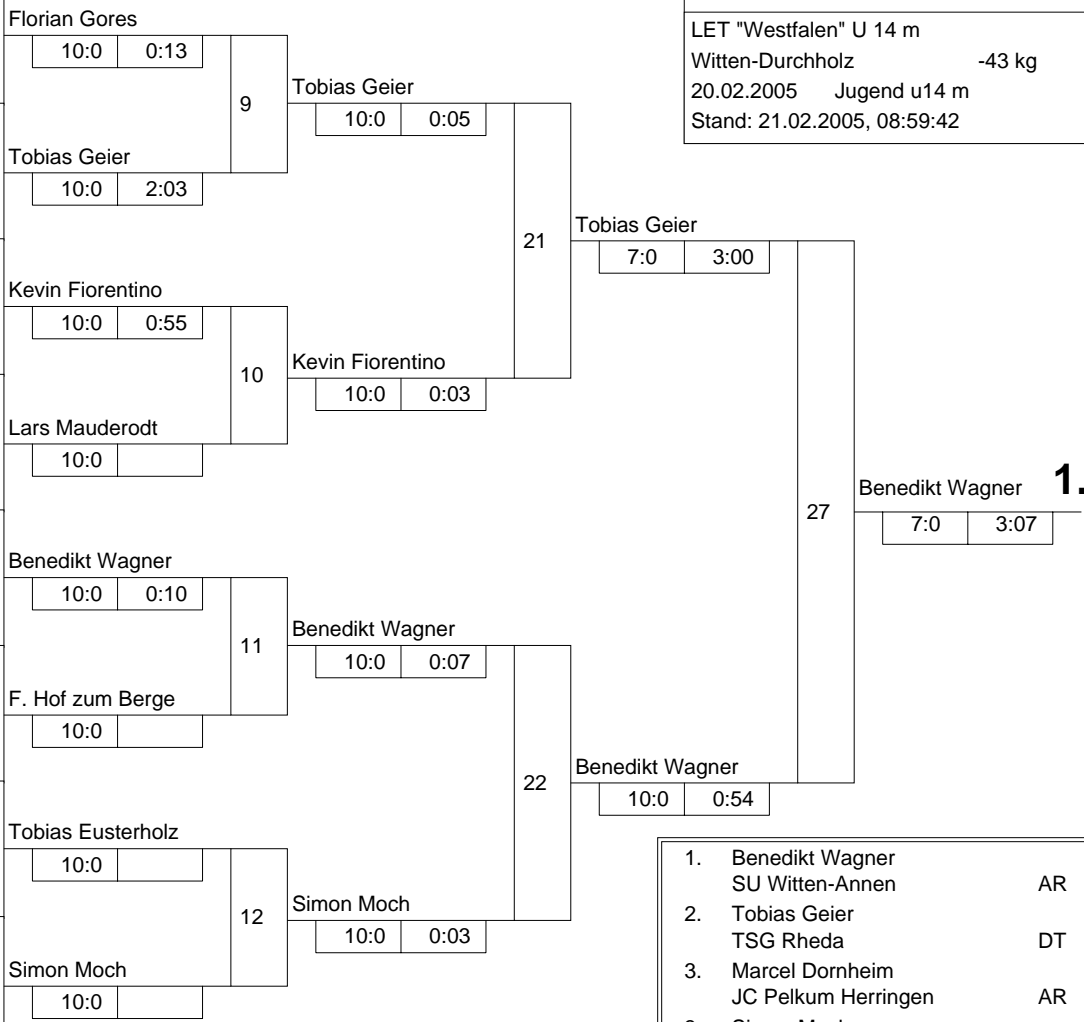 Florian Gores
10:0 0:13
9
Tobias Geier
10:0 2:03
Tobias Geier
10:0 0:05
Kevin Fiorentino
10:0 0:55
10
Lars Mauderodt
10:0
Kevin Fiorentino
10:0 0:03
21
Tobias Geier
7:0 3:00
Benedikt Wagner
10:0 0:10
11
F. Hof zum Berge
10:0
Benedikt Wagner
10:0 0:07
Tobias Eusterholz
10:0
12
Simon Moch
10:0
Simon Moch
10:0 0:03
22
Benedikt Wagner
10:0 0:54
27
Benedikt Wagner 1.
7:0 3:07
LET "Westfalen" U 14 m
Witten-Durchholz -43 kg
20.02.2005 Jugend u14 m
Stand: 21.02.2005, 08:59:42
1. Benedikt Wagner
SU Witten-Annen AR
2. Tobias Geier
TSG Rheda DT
3. Marcel Dornheim
JC Pelkum Herringen AR